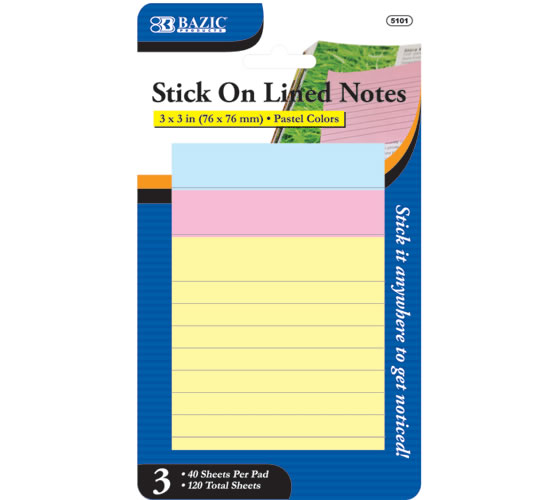 BAZIC
PRODUCTS
5101
Stick On Lined Notes
3 x 3 in (76 x 76 mm) • Pastel Colors
Stick it anywhere to get noticed!
3
• 40 Sheets Per Pad
• 120 Total Sheets